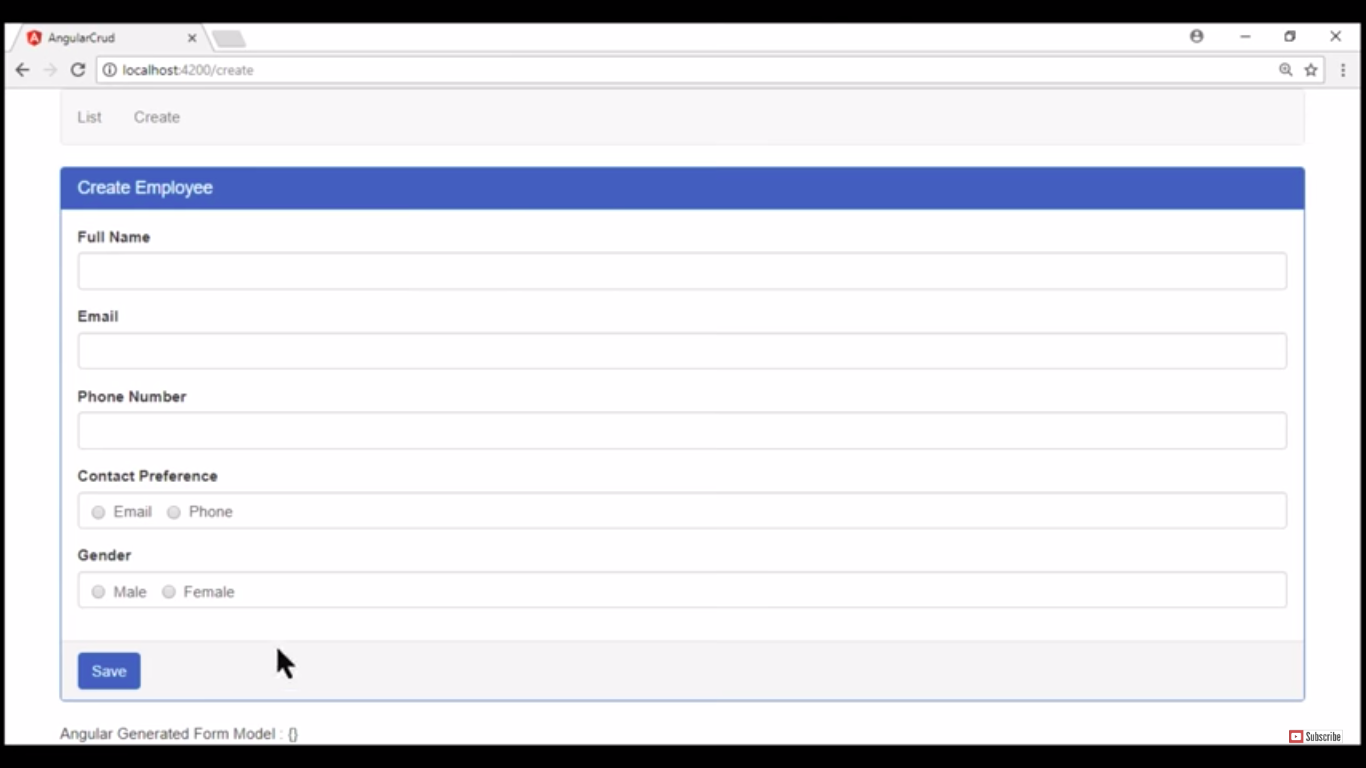 AngularCrud
localhost:4200/create
List Create
Create Employee
Full Name
Email
Phone Number
Contact Preference
Email Phone
Gender
Male Female
Save
Angular Generated Form Model : {}
Subscribe